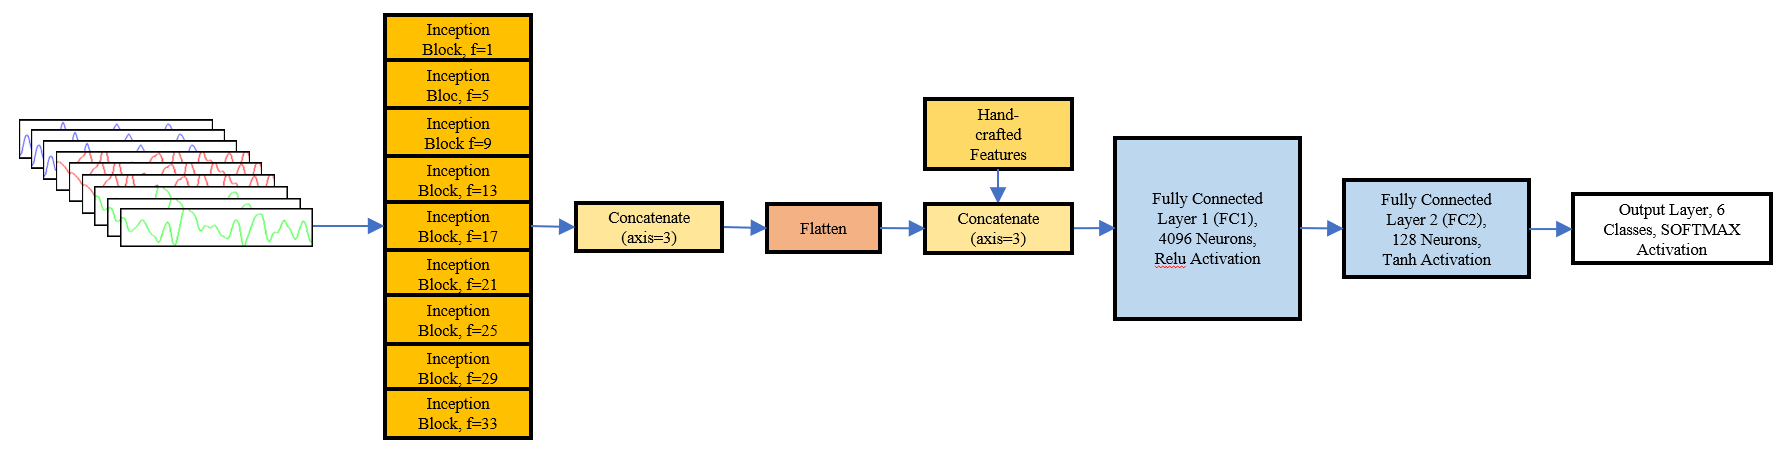 Inception
Block, f=1
Inception
Bloc, f=5
Inception
Block f=9
Inception
Block, f=13
Inception
Block, f=17
Inception
Block, f=21
Inception
Block, f=25
Inception
Block, f=29
Inception
Block, f=33
Concatenate
(axis=3)
Flatten
Hand-
crafted
Features
Concatenate
(axis=3)
Fully Connected
Layer 1 (FC1),
4096 Neurons,
Relu Activation
Fully Connected
Layer 2 (FC2),
128 Neurons,
Tanh Activation
Output Layer, 6
Classes, SOFTMAX
Activation